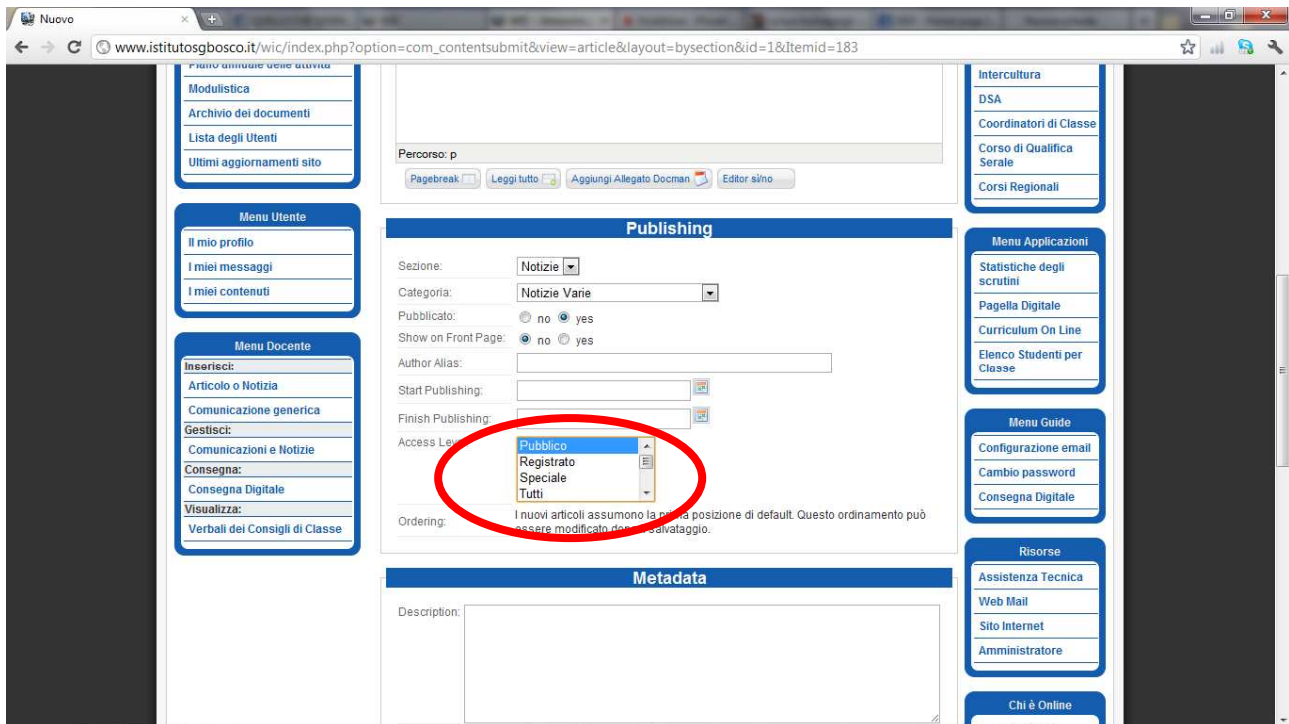 Nuovo
www.istitutosgbosco.it/wic/index.php?option=com_contentsubmit&view=article&layout=bysection&id=1&Itemid=183
Piano annuale delle attività
Modulistica
Archivio dei documenti
Lista degli Utenti
Ultimi aggiornamenti sito
Menu Utente
Il mio profilo
I miei messaggi
I miei contenuti
Menu Docente
Inserisci:
Articolo o Notizia
Comunicazione generica
Gestisci:
Comunicazioni e Notizie
Consegna:
Consegna Digitale
Visualizza:
Verbali dei Consigli di Classe
Percorso: p
Pagebreak Leggi tutto Aggiungi Allegato Docman Editor si/no
Publishing
Sezione: Notizie
Categoria: Notizie Varie
Pubblicato: no yes
Show on Front Page: no yes
Author Alias:
Start Publishing:
Finish Publishing:
Access
Pubblico
Registrato
Speciale
Tutti
Ordering: I nuovi articoli assumono la prima posizione di default. Questo ordinamento può
essere modificato salvataggio.
Metadata
Description:
Intercultura
DSA
Coordinatori di Classe
Corso di Qualifica
Serale
Corsi Regionali
Menu Applicazioni
Statistiche degli
scrutini
Pagella Digitale
Curriculum On Line
Elenco Studenti per
Classe
Menu Guide
Configurazione email
Cambio password
Consegna Digitale
Risorse
Assistenza Tecnica
Web Mail
Sito Internet
Amministratore
Chi è Online